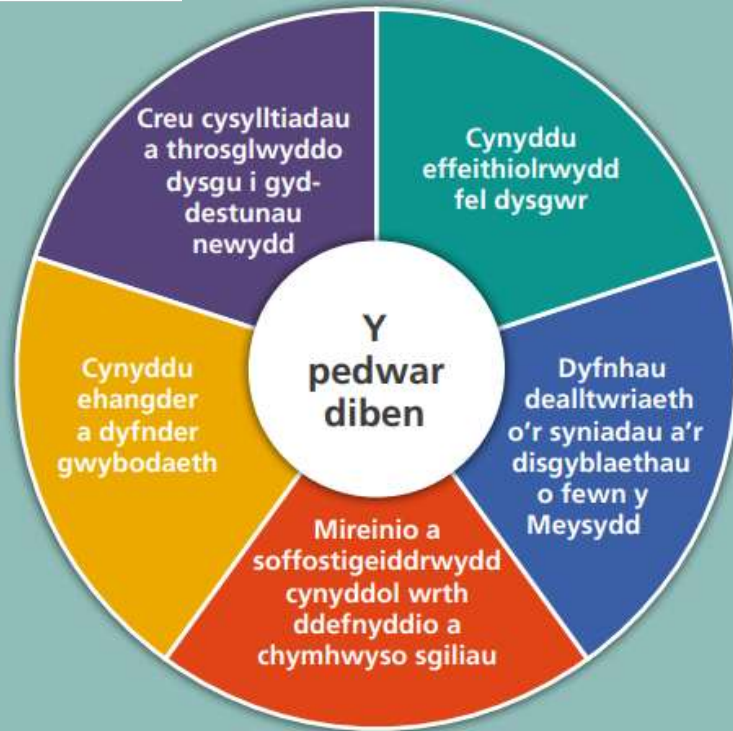 Creu cysylltiadau
a throsglwyddo
dysgu i gyd-
destunau
newydd
Cynyddu
effeithiolrwydd
fel dysgwr
Y
pedwar
diben
Cynyddu
ehangder
a dyfnder
gwybodaeth
Dyfnhau
dealltwriaeth
o'r syniadau a'r
disgyblaethau
o fewn y
Meysydd
Mireinio a
soffostigeiddrwydd
cynyddol wrth
ddefnyddio a
chymhwyso sgiliau